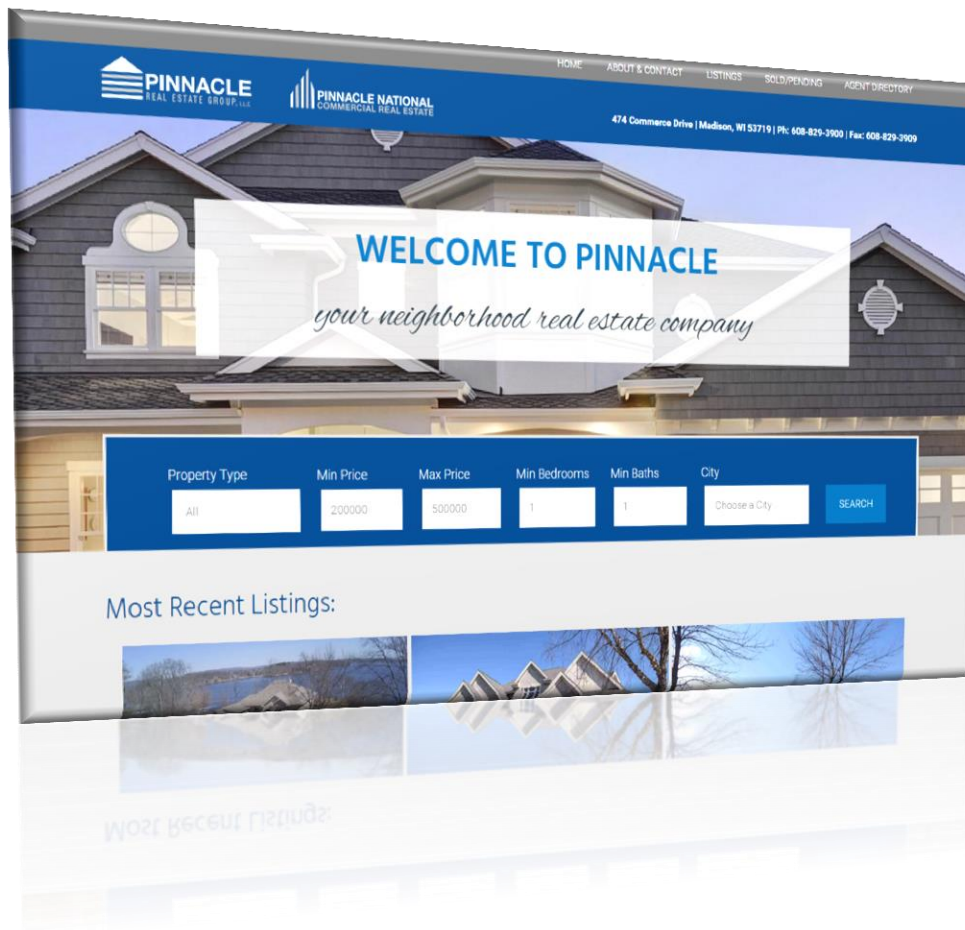 HOME ABOUT & CONTACT LISTINGS SOLD/PENDING AGENT DIRECTORY
PINNACLE
REAL ESTATE GROUP, LLC
PINNACLE NATIONAL
COMMERCIAL REAL ESTATE
474 Commerce Drive | Madison, WI 53719 | Ph: 608-829-3900 | Fax: 608-829-3909
WELCOME TO PINNACLE
your neighborhood real estate company
Property Type Min Price Max Price Min Bedrooms Min Baths City
All 200000 500000 1 1 Choose a City SEARCH
Most Recent Listings: